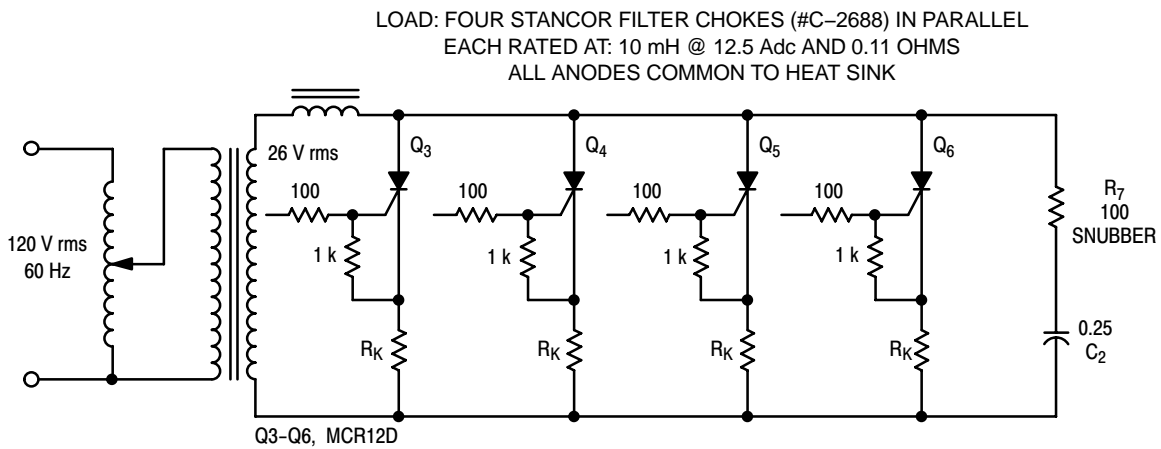 LOAD: FOUR STANCOR FILTER CHOKES (#C–2688) IN PARALLEL
EACH RATED AT: 10 mH @ 12.5 Adc AND 0.11 OHMS
ALL ANODES COMMON TO HEAT SINK
26 V rms
Q3
Q4
Q5
Q6
100
100
100
100
R7
100
SNUBBER
120 V rms
60 Hz
1 k
1 k
1 k
1 k
RK
RK
RK
RK
0.25
C2
Q3–Q6, MCR12D